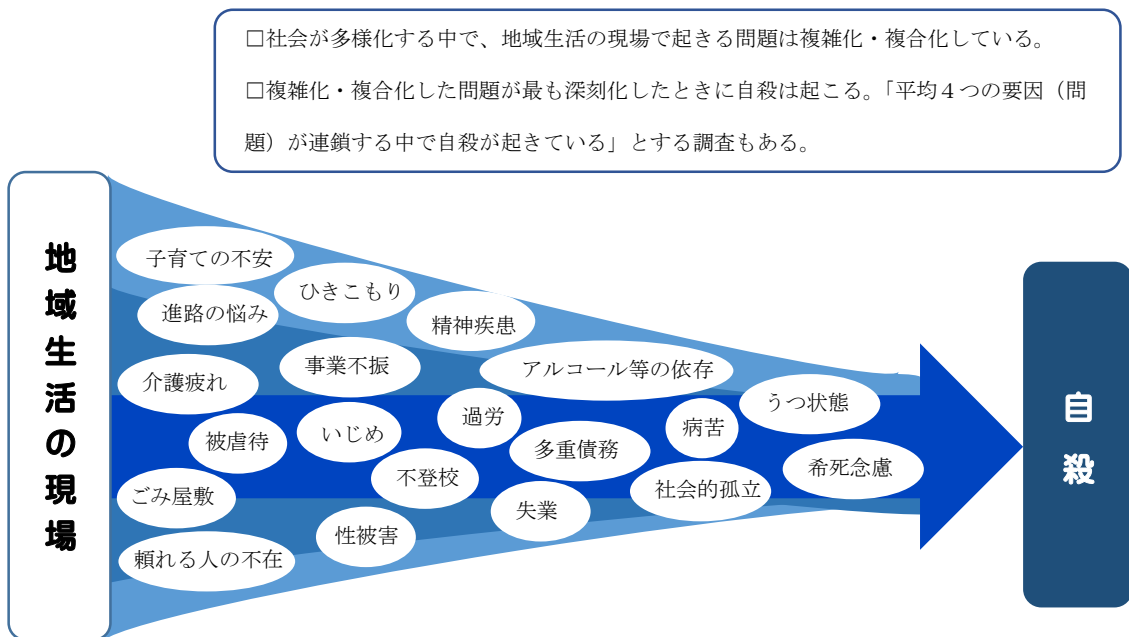 □社会が多様化する中で、地域生活の現場で起きる問題は複雑化・複合化している。
□複雑化・複合化した問題が最も深刻化したときに自殺は起こる。「平均４つの要因（問
題）が連鎖する中で自殺が起きている」とする調査もある。
地域生活の現場
子育ての不安
ひきこもり
進路の悩み
精神疾患
事業不振
アルコール等の依存
介護疲れ
うつ状態
過労
病苦
いじめ
被虐待
多重債務
希死念慮
不登校
社会的孤立
ごみ屋敷
失業
性被害
頼れる人の不在
自殺